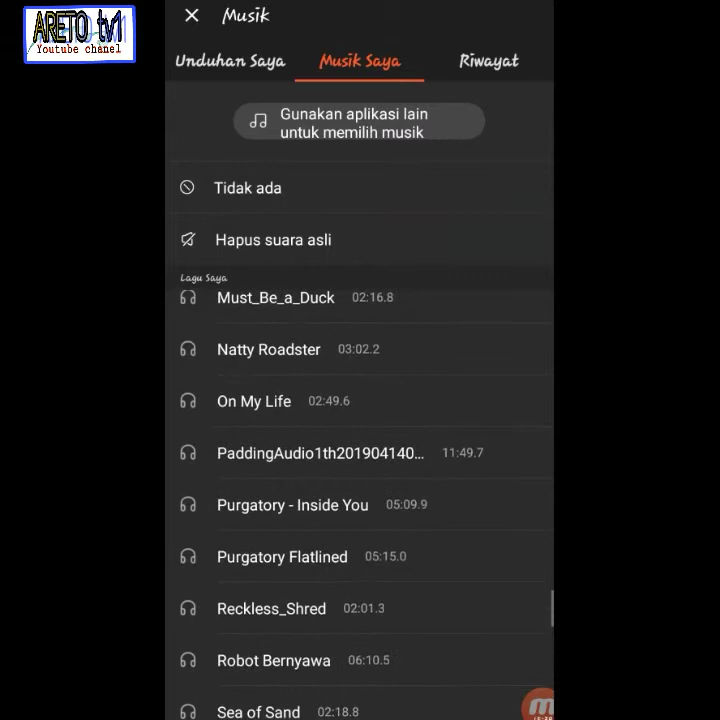 ARETO tv1
Youtube chanel
Musik
Unduhan Saya
Musik Saya
Riwayat
Gunakan aplikasi lain
untuk memilih musik
Tidak ada
Hapus suara asli
Lagu Saya
Must_Be_a_Duck 02:16.8
Natty Roadster 03:02.2
On My Life 02:49.6
PaddingAudio1th201904140... 11:49.7
Purgatory - Inside You 05:09.9
Purgatory Flatlined 05:15.0
Reckless_Shred 02:01.3
Robot Bernyawa 06:10.5
Sea of Sand 02:18.8